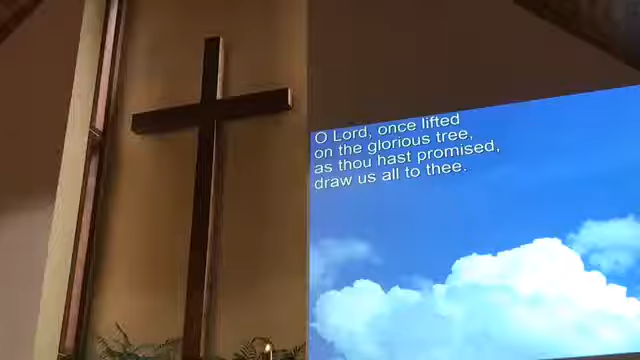 O Lord, once lifted
on the glorious tree,
as thou hast promised,
draw us all to thee.